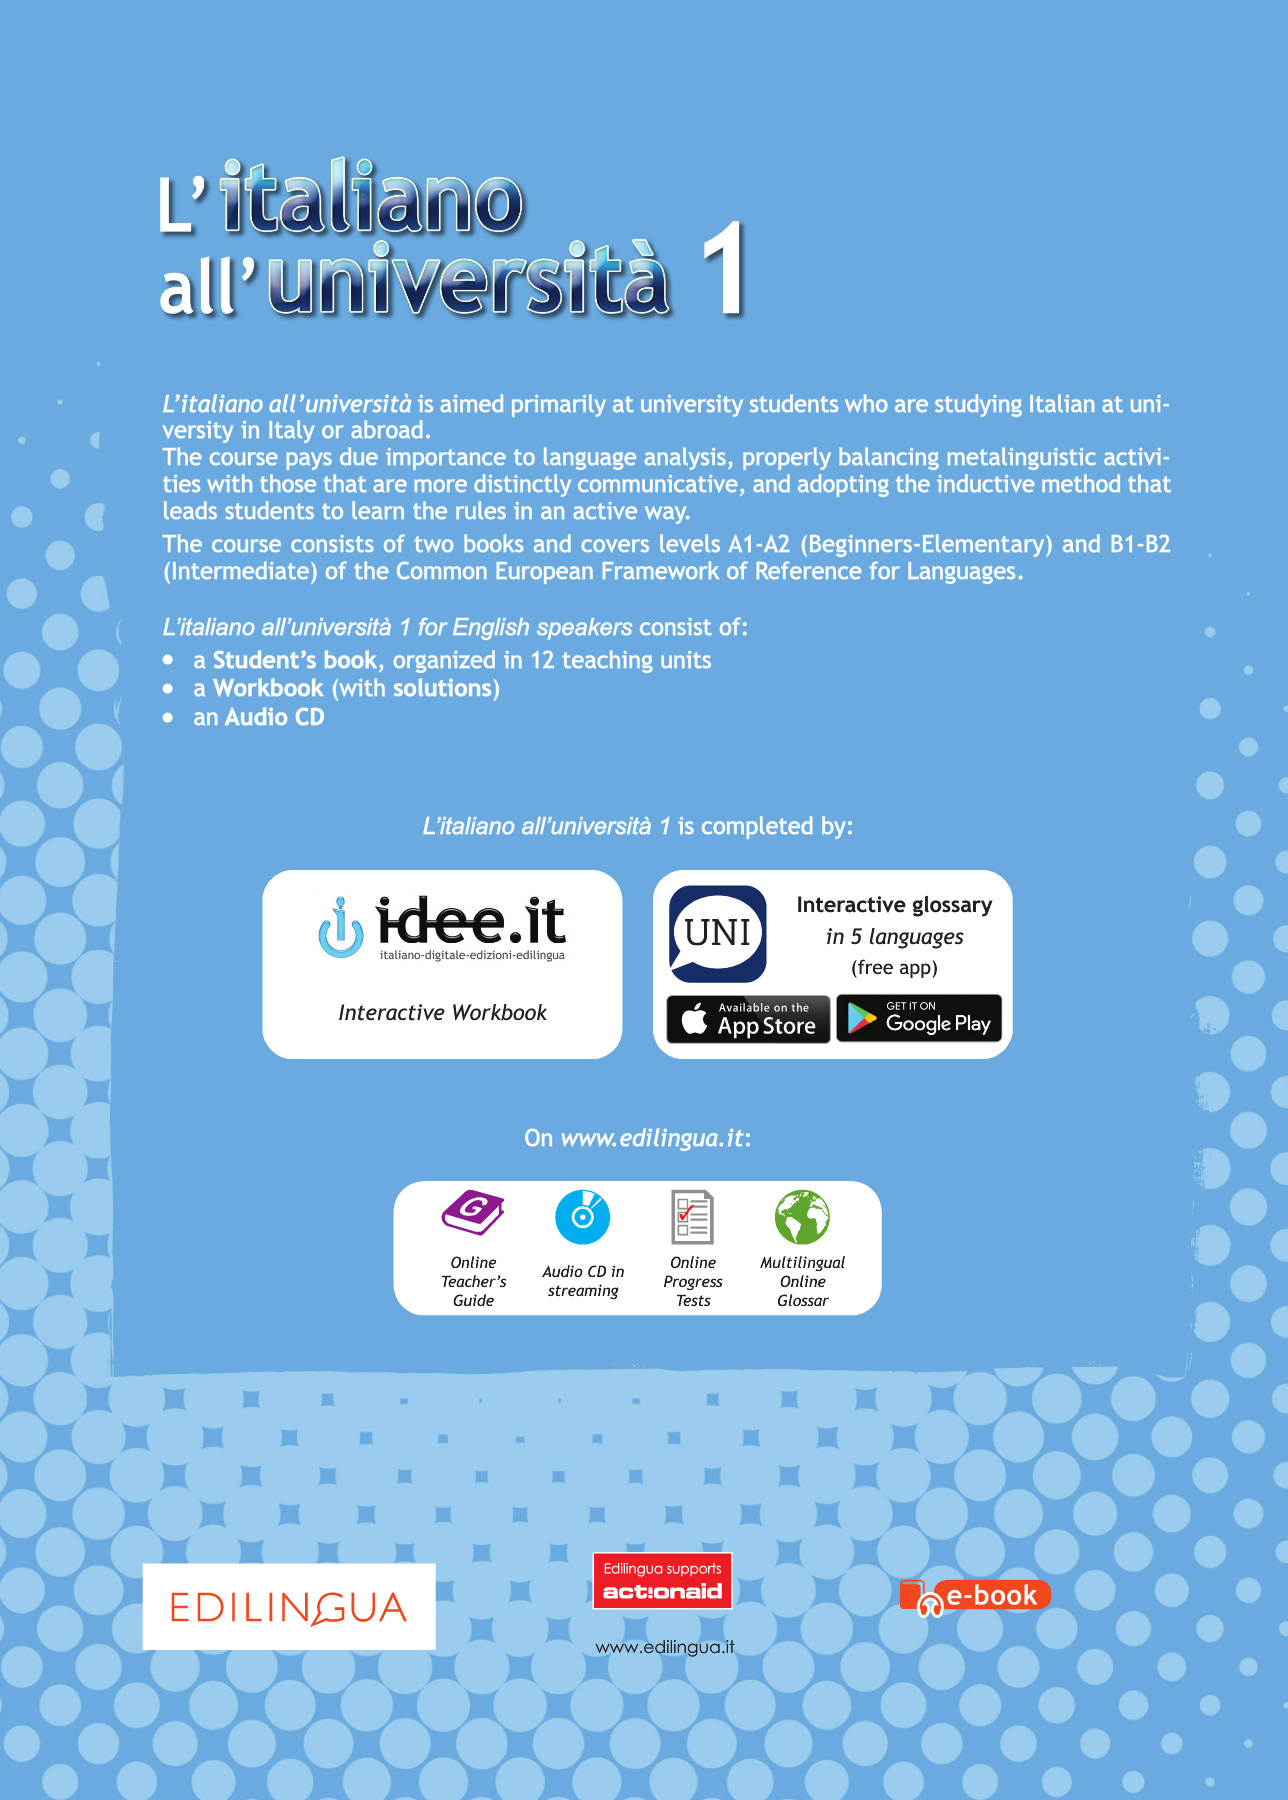 L'italiano
all'università 1
L'italiano all'università is aimed primarily at university students who are studying Italian at uni-
versity in Italy or abroad.
The course pays due importance to language analysis, properly balancing metalinguistic activi-
ties with those that are more distinctly communicative, and adopting the inductive method that
leads students to learn the rules in an active way.
The course consists of two books and covers levels A1-A2 (Beginners-Elementary) and B1-B2
(Intermediate) of the Common European Framework of Reference for Languages.
L'italiano all'università 1 for English speakers consist of:
• a Student's book, organized in 12 teaching units
• a Workbook (with solutions)
• an Audio CD
L'italiano all'università 1 is completed by:
i idee.it
italiano-digitale-edizioni-edilingua
Interactive Workbook
UNI
Interactive glossary
in 5 languages
(free app)
Available on the
App Store
GET IT ON
Google Play
On www.edilingua.it:
G
Online
Teacher's
Guide
Audio CD in
streaming
Online
Progress
Tests
Multilingual
Online
Glossar
EDILINGUA
Edilingua supports
act!onaid
www.edilingua.it
e-book